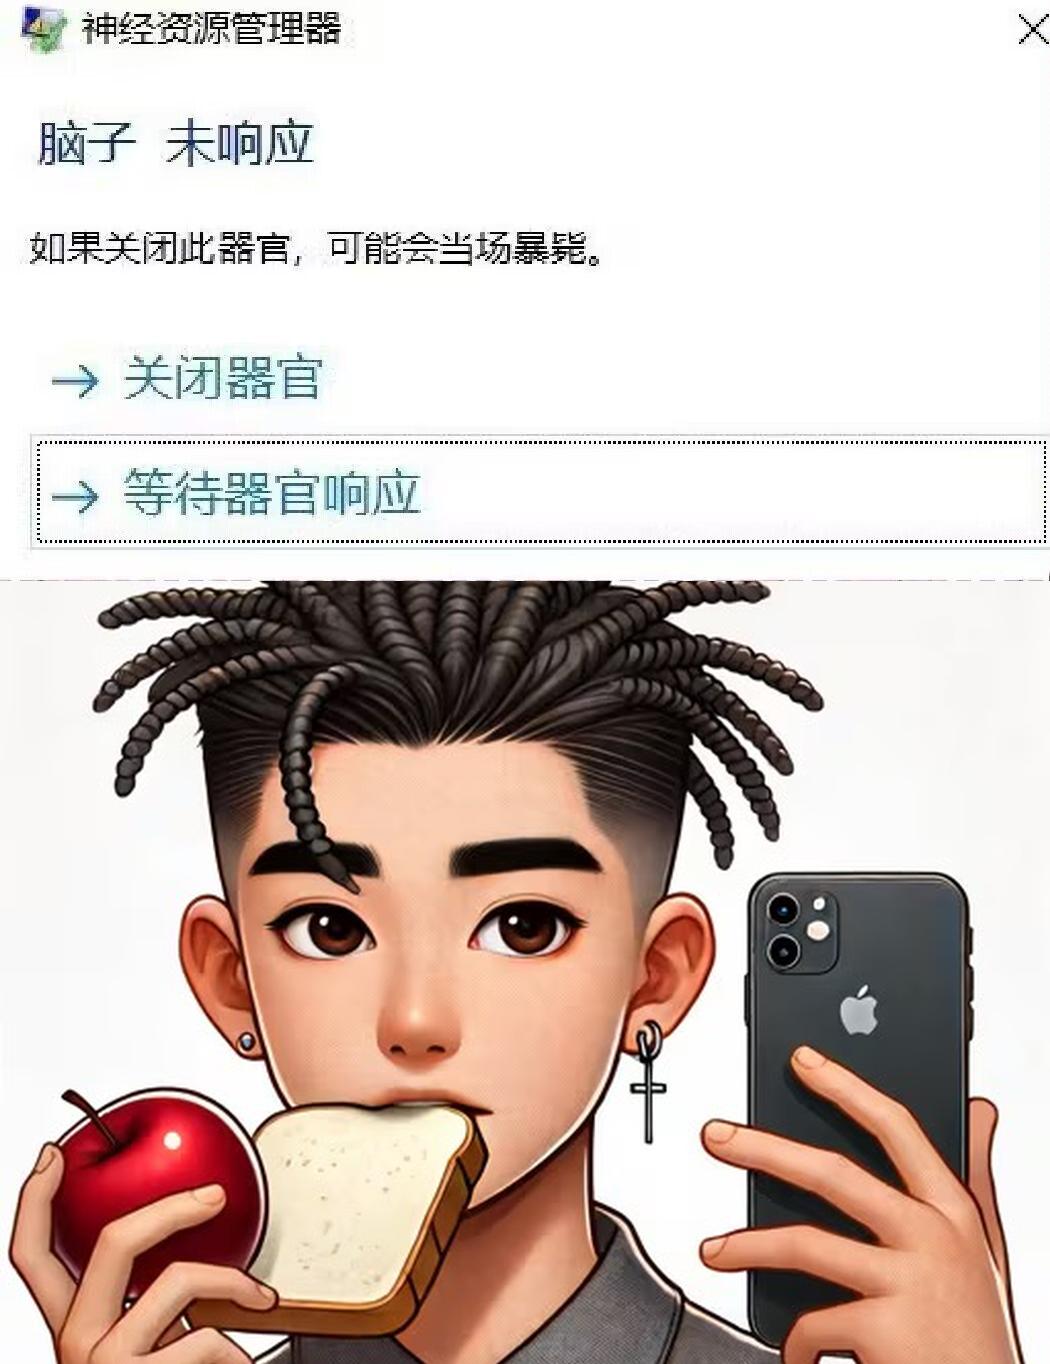 神经资源管理器
脑子 未响应
如果关闭此器官，可能会当场暴毙。
→ 关闭器官
→ 等待器官响应